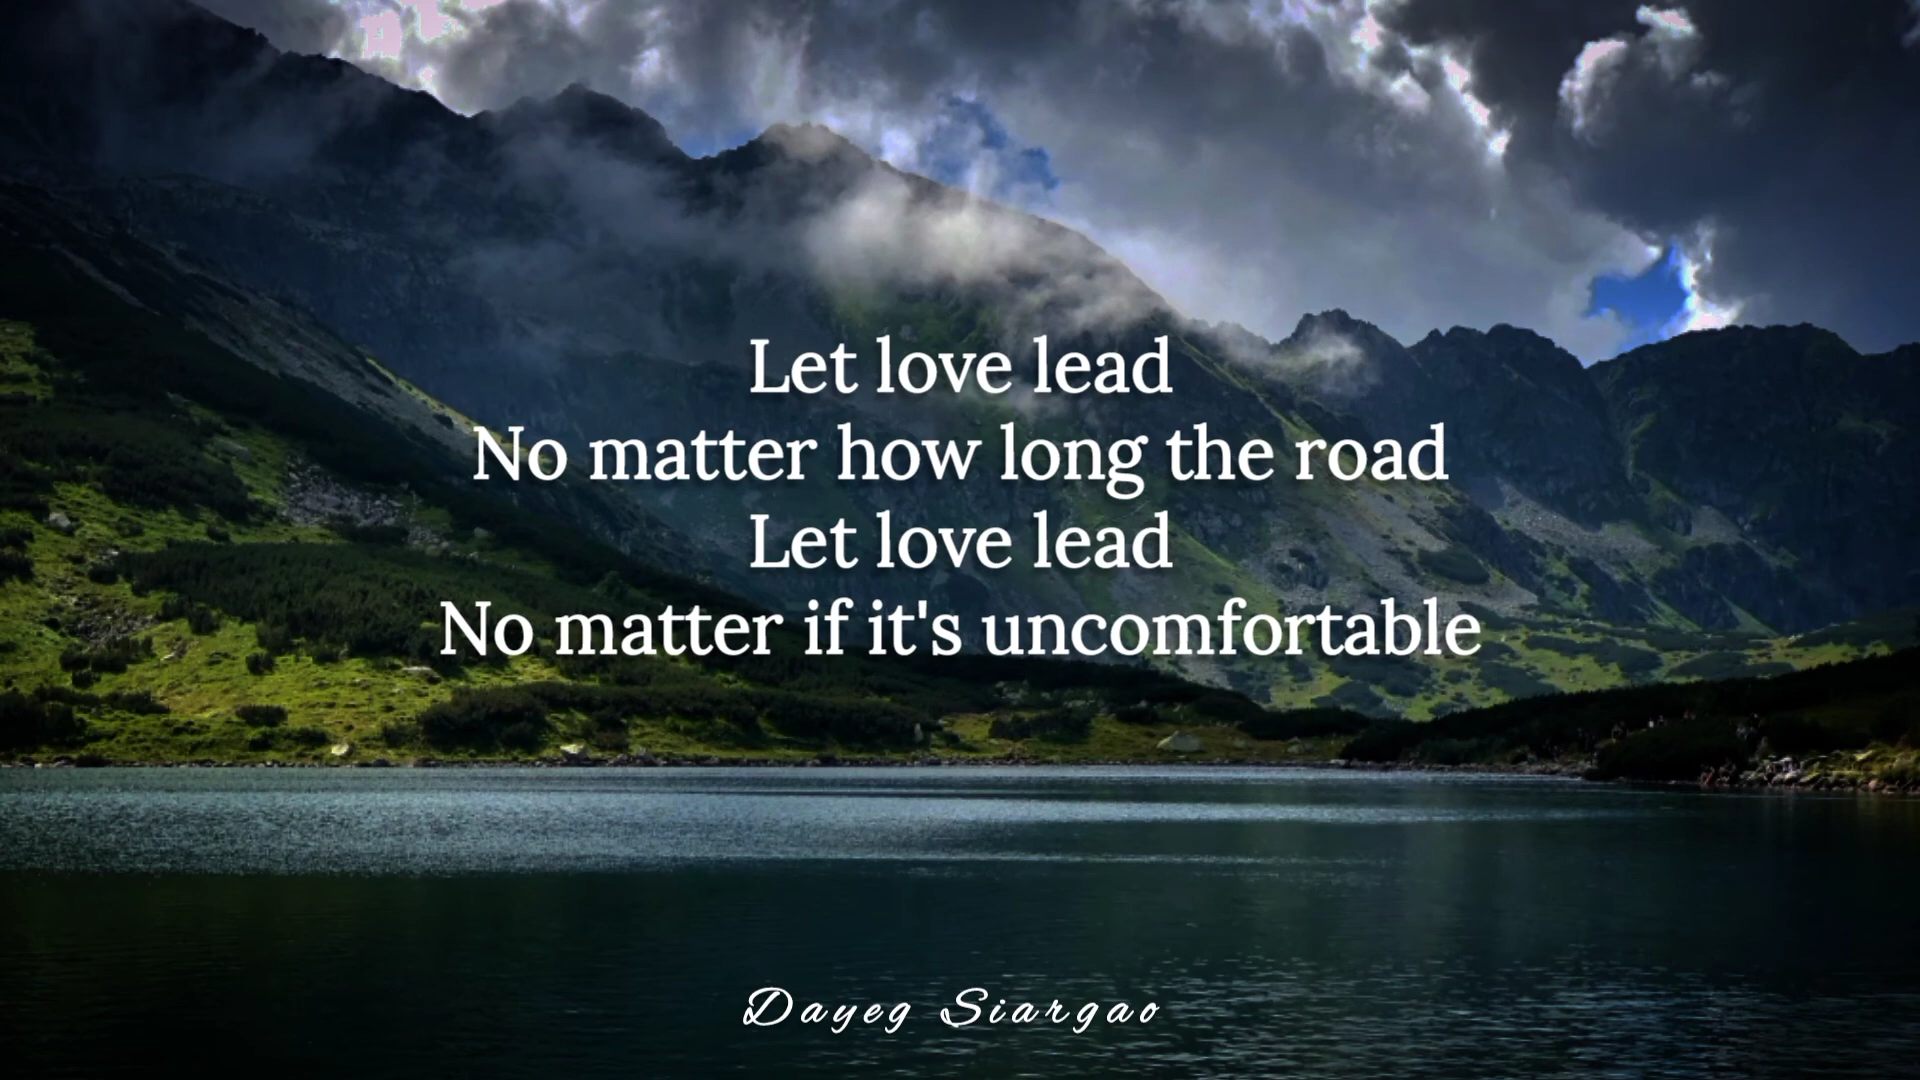 Let love lead
No matter how long the road
Let love lead
No matter if it's uncomfortable
Dayeg Siargao